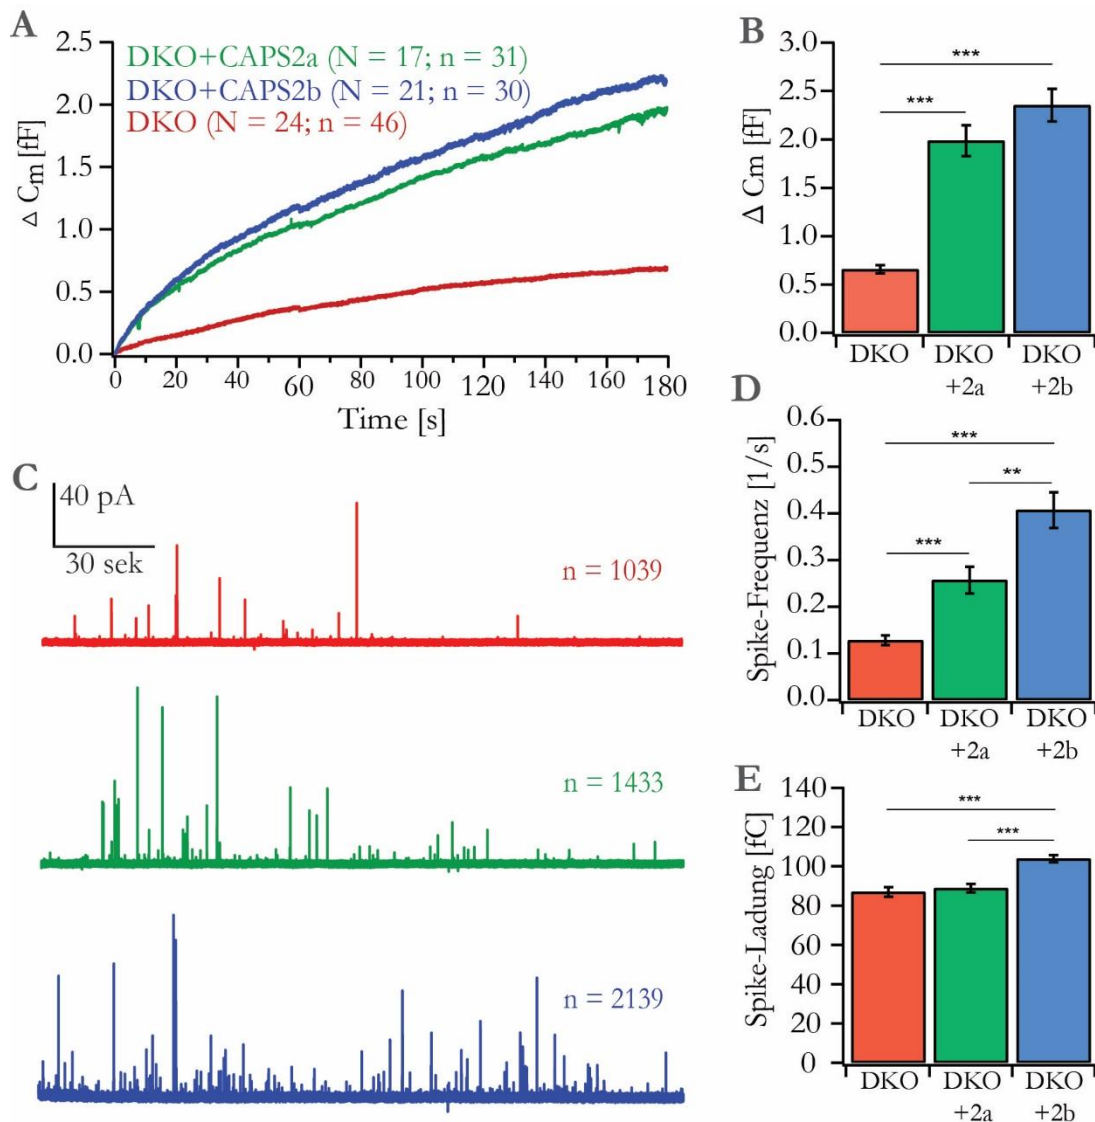 A
Δ Cm [fF]
2.5
2.0
1.5
1.0
0.5
0.0
DKO+CAPS2a (N = 17; n = 31)
DKO+CAPS2b (N = 21; n = 30)
DKO (N = 24; n = 46)
0 20 40 60 80 100 120 140 160 180
Time [s]
B
Δ Cm [fF]
3.0
2.5
2.0
1.5
1.0
0.5
0.0
***
***
DKO DKO DKO
+2a +2b
C
40 pA
30 sek
n = 1039
n = 1433
n = 2139
D
Spike-Frequenz [1/s]
0.6
0.5
0.4
0.3
0.2
0.1
0.0
***
**
***
DKO DKO DKO
+2a +2b
E
Spike-Ladung [fC]
140
120
100
80
60
40
20
0
***
***
DKO DKO DKO
+2a +2b